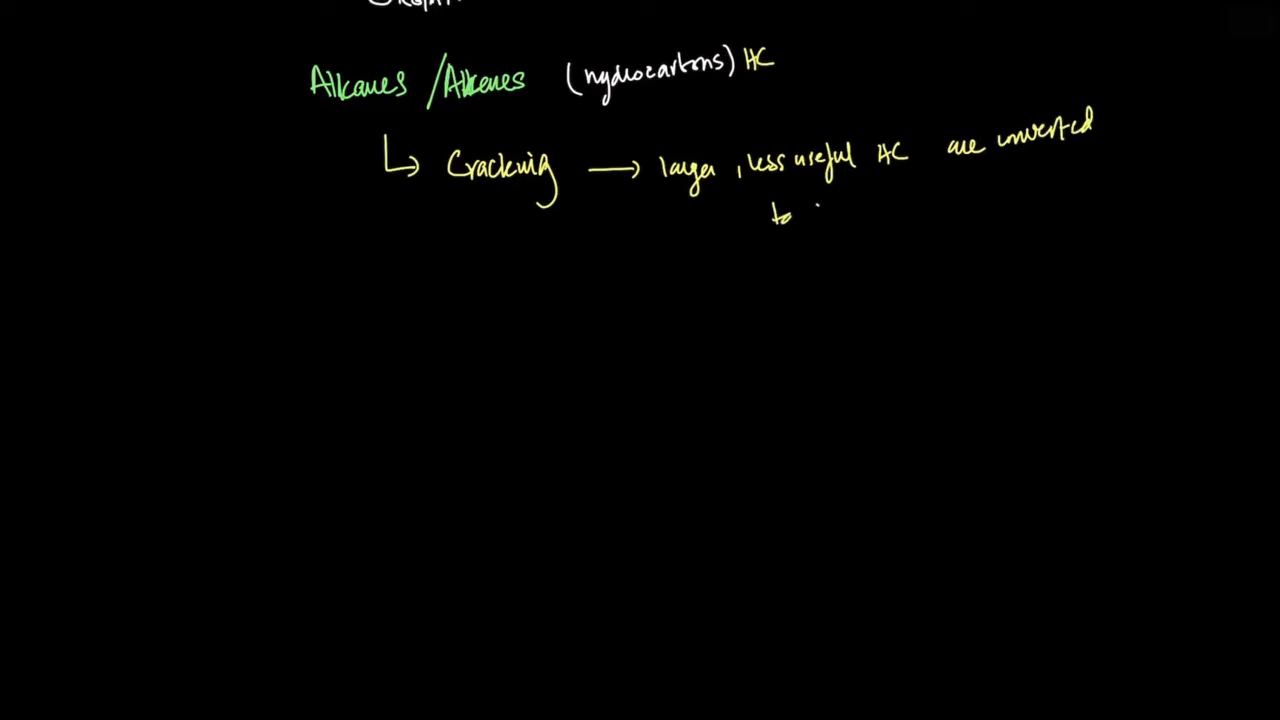 Alkanes / Alkenes (hydrocarbons) HC
↳ Cracking → larger, less useful HC are converted
to